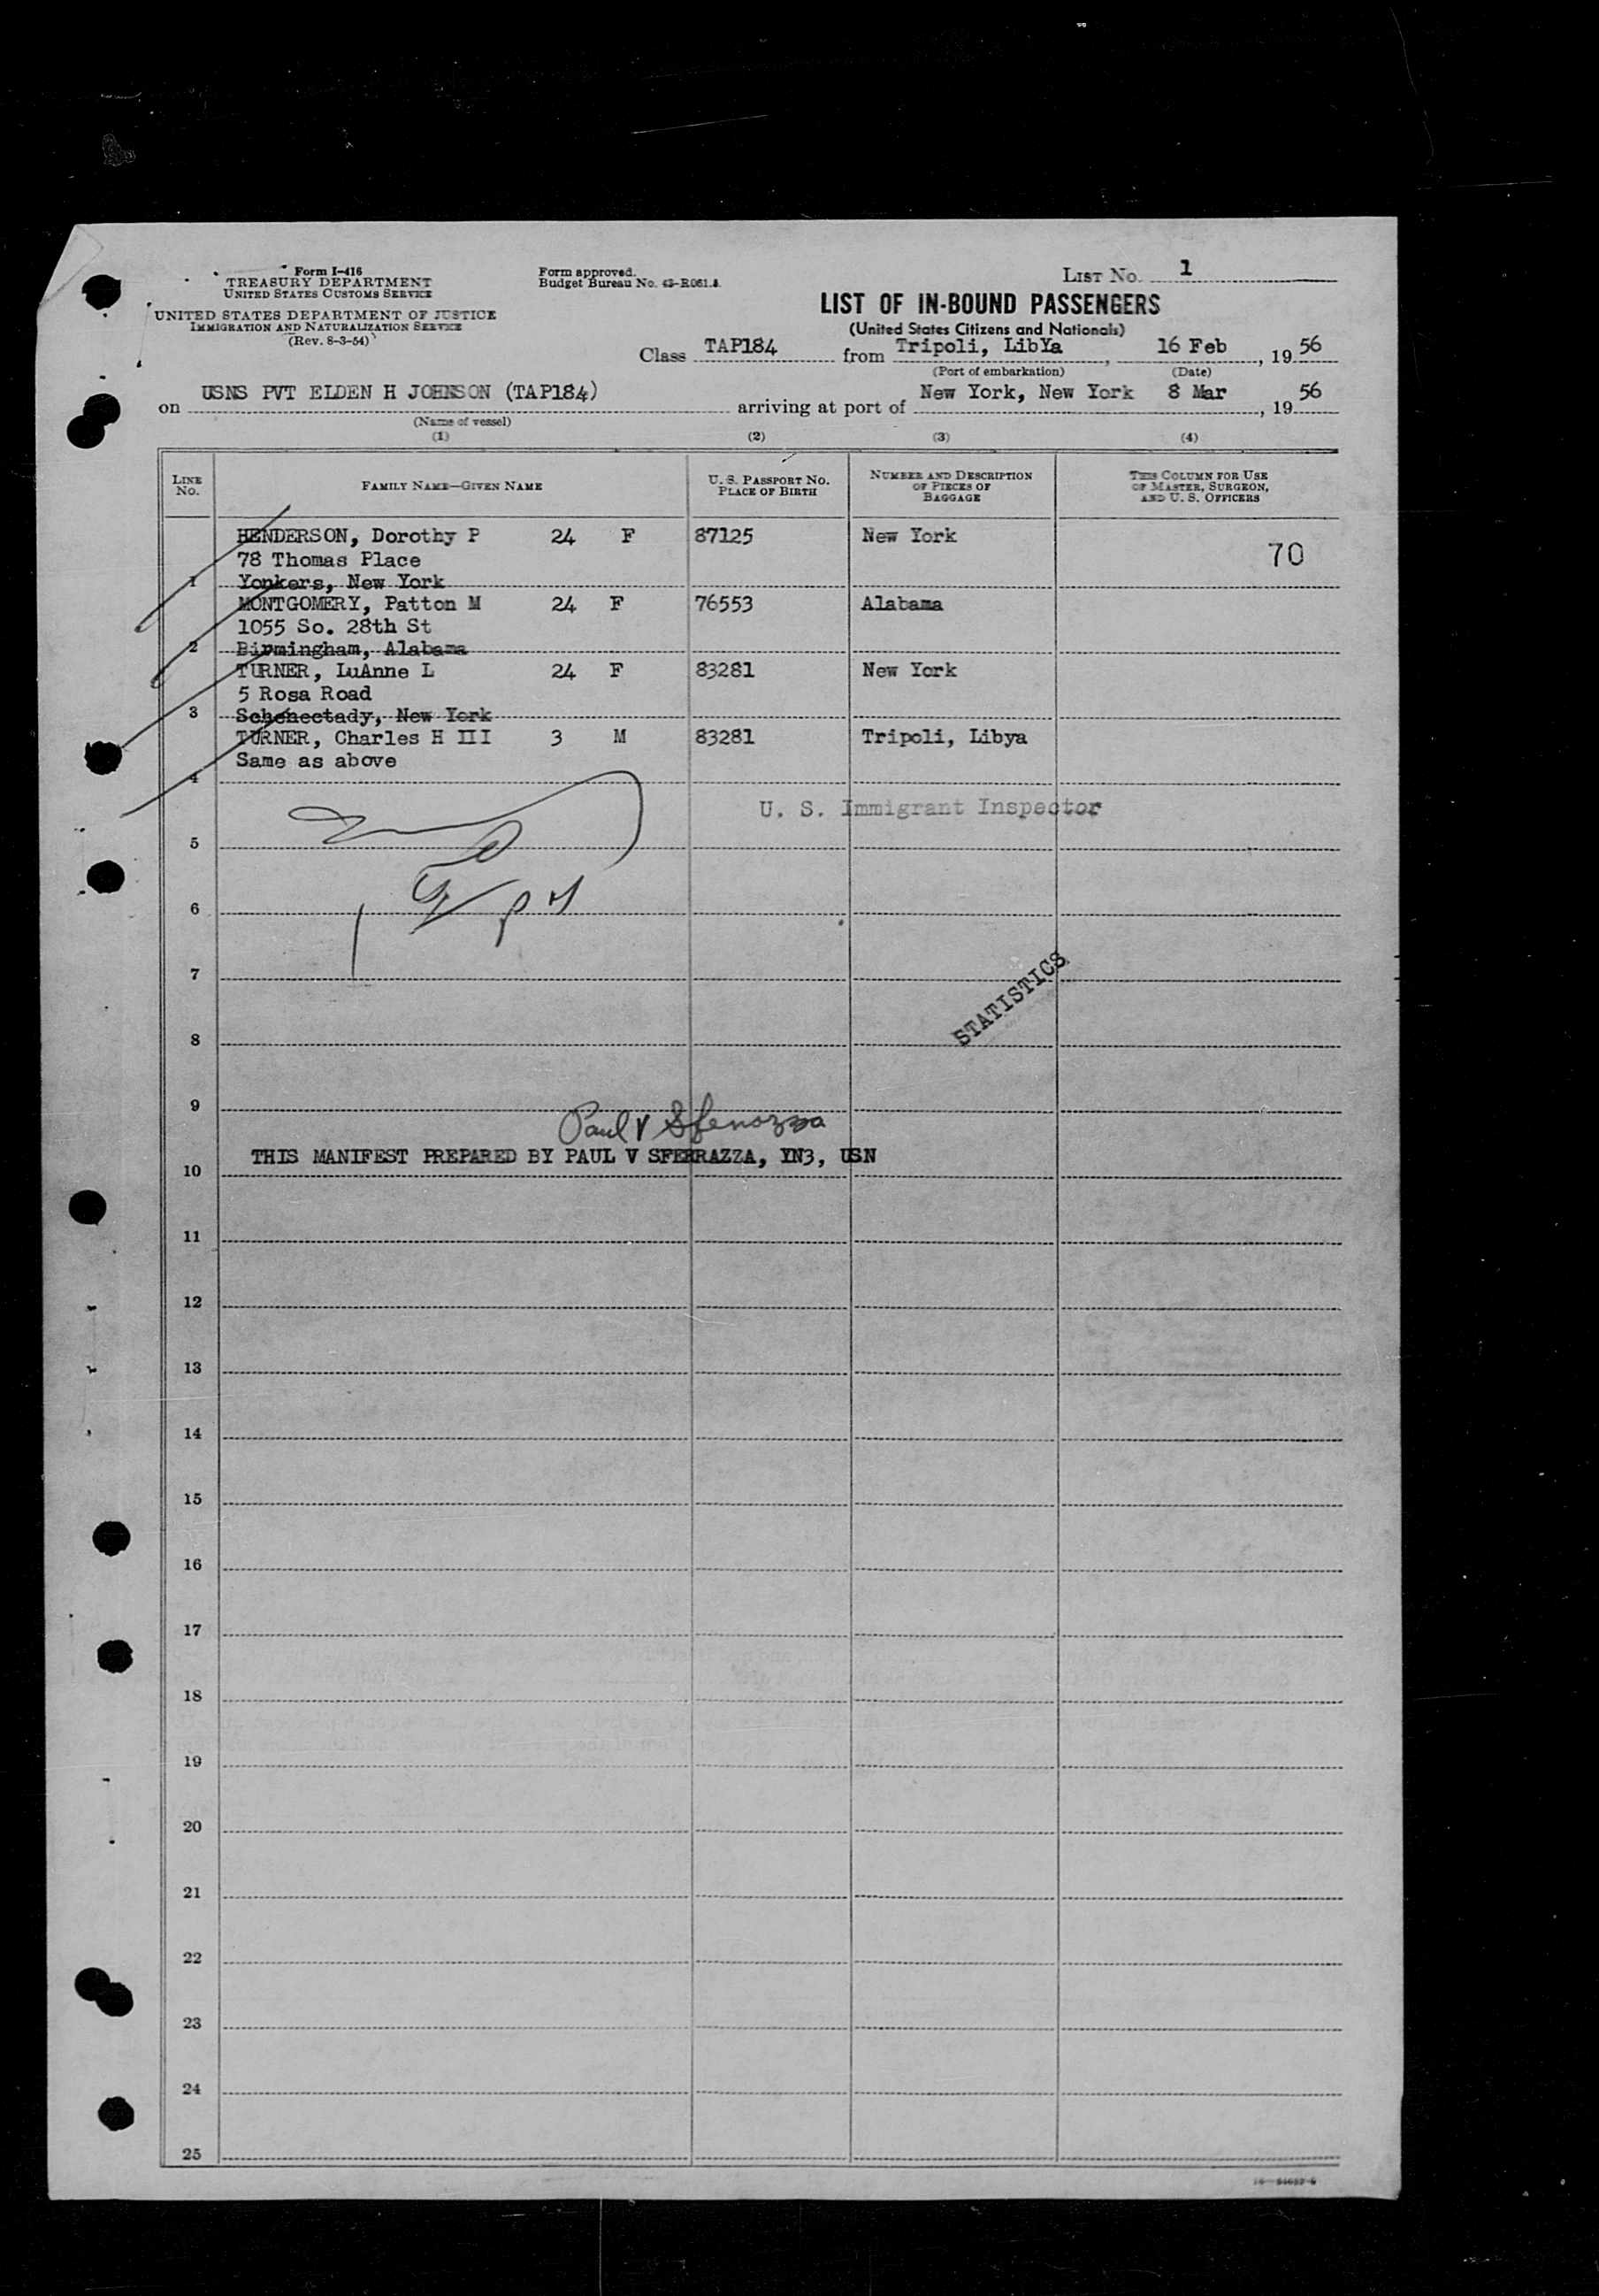 Form I-416
TREASURY DEPARTMENT
UNITED STATES CUSTOMS SERVICE
UNITED STATES DEPARTMENT OF JUSTICE
IMMIGRATION AND NATURALIZATION SERVICE
(Rev. 8-3-54)
Form approved.
Budget Bureau No. 43-R061.
LIST No. 1
LIST OF IN-BOUND PASSENGERS
(United States Citizens and Nationals)
Class TAP184 from Tripoli, LibYa, 16 Feb, 19 56
(Port of embarkation) (Date)
on USNS PVT ELDEN H JOHNSON (TAP184) arriving at port of New York, New York 8 Mar, 19 56
(Name of vessel)
(1) (2) (3) (4)
LINE No. FAMILY NAME—GIVEN NAME U. S. PASSPORT No. PLACE OF BIRTH NUMBER AND DESCRIPTION OF PIECES OF BAGGAGE THIS COLUMN FOR USE OF MASTER, SURGEON, AND U. S. OFFICERS
HENDERSON, Dorothy P 24 F 87125 New York
78 Thomas Place 70
1 Yonkers, New York
MONTGOMERY, Patton M 24 F 76553 Alabama
1055 So. 28th St
2 Birmingham, Alabama
TURNER, LuAnne L 24 F 83281 New York
5 Rosa Road
3 Schenectady, New York
TURNER, Charles H III 3 M 83281 Tripoli, Libya
Same as above
4
U. S. Immigrant Inspector
5
6
7
STATISTICS
8
9
Paul V Sferrazza
THIS MANIFEST PREPARED BY PAUL V SFERRAZZA, YN3, USN
10
11
12
13
14
15
16
17
18
19
20
21
22
23
24
25